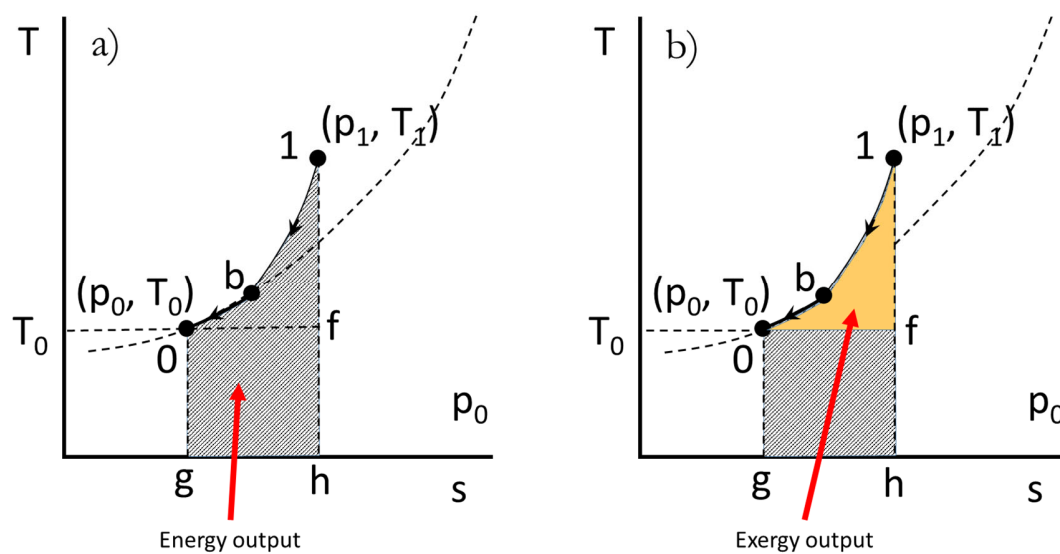 T
a)
1
(p₁, T₁)
b
(p₀, T₀)
T₀
0
f
p₀
g
h
s
Energy output
T
b)
1
(p₁, T₁)
b
(p₀, T₀)
T₀
0
f
p₀
g
h
s
Exergy output